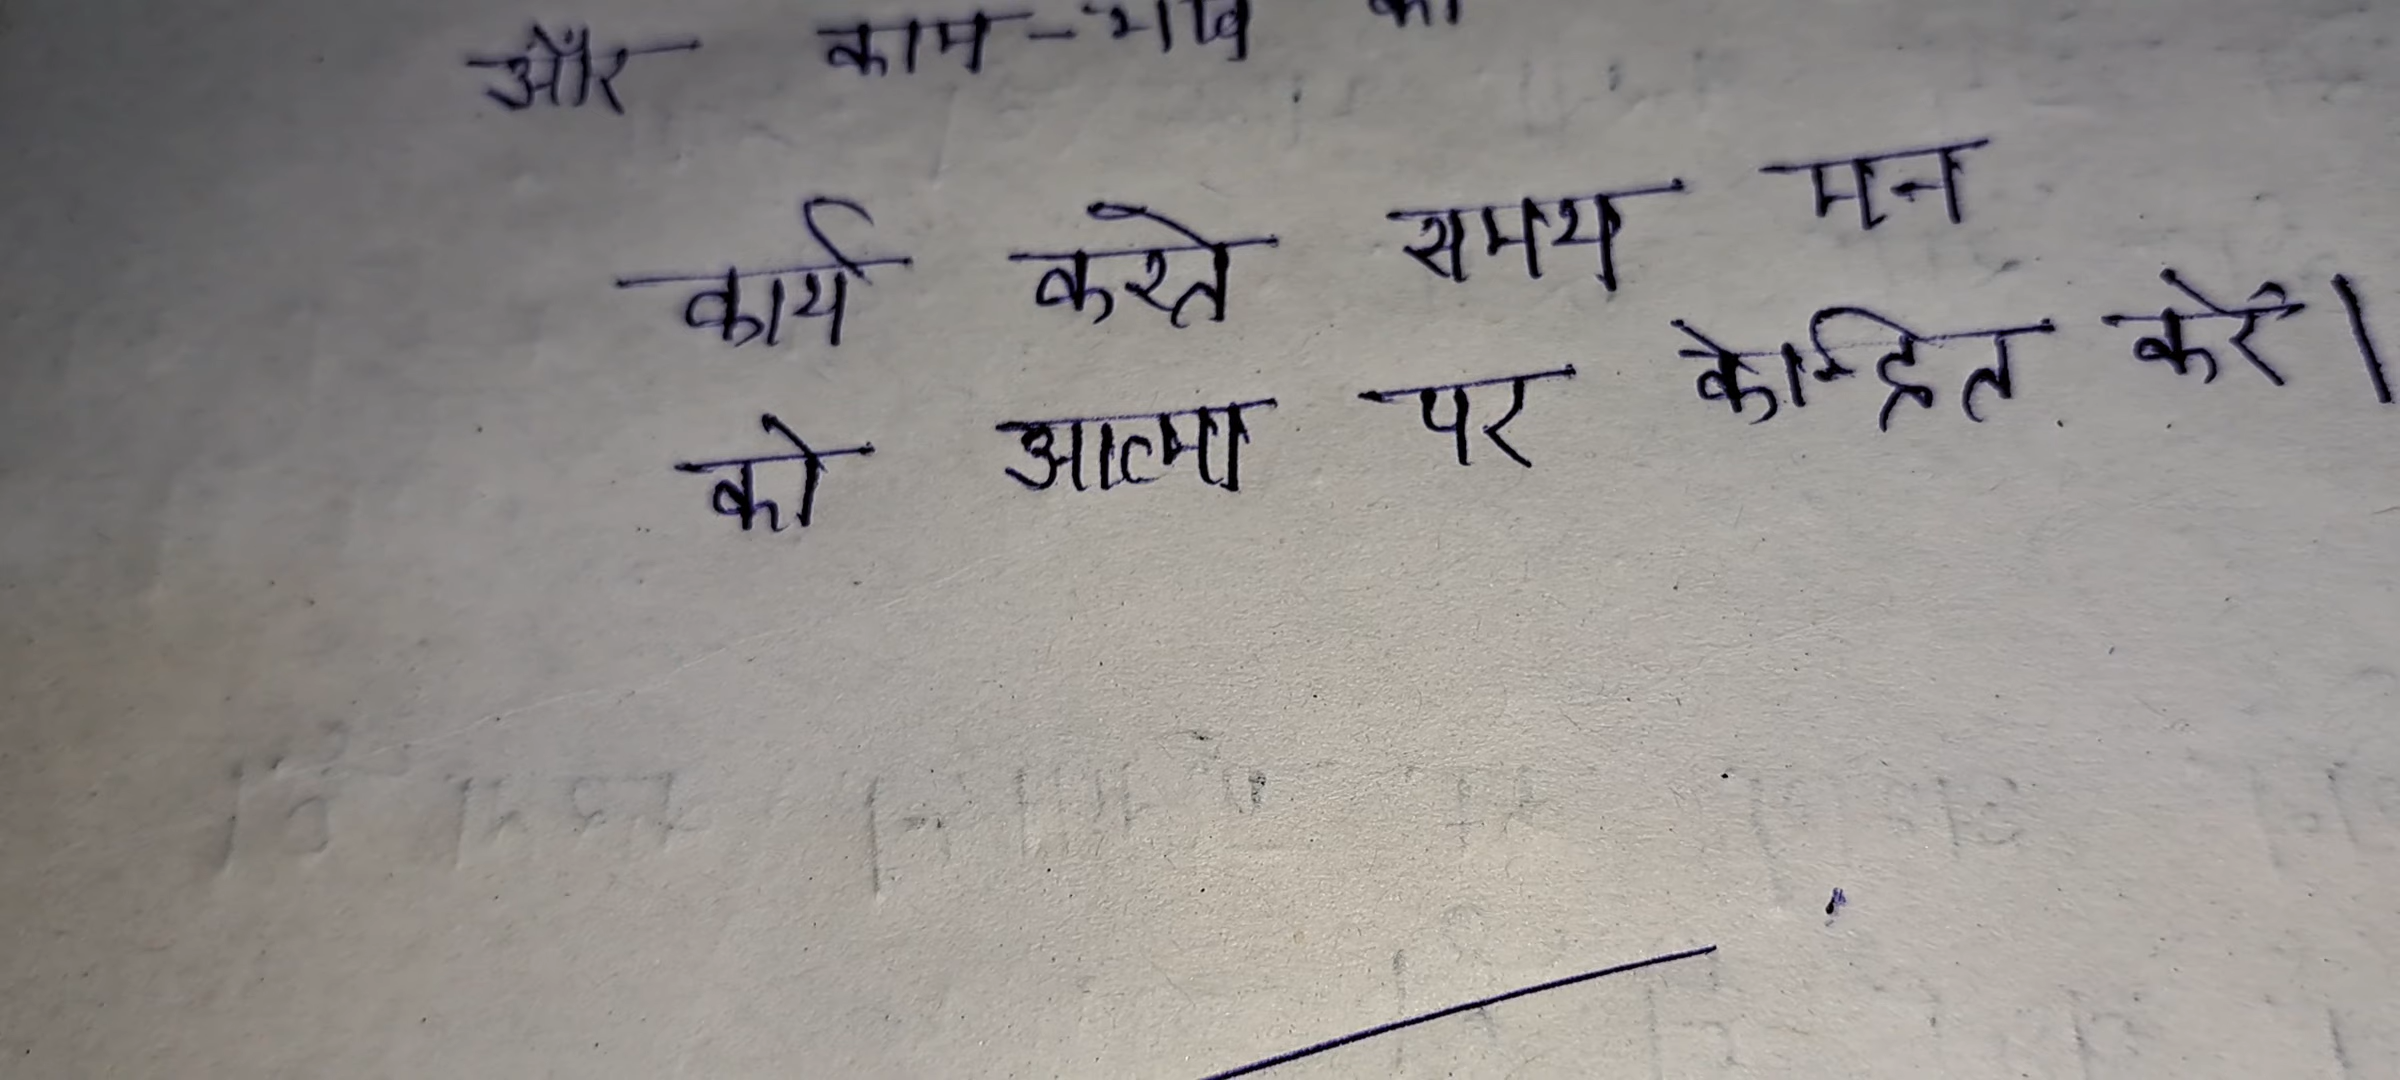 और काम-भाव का
कार्य करते समय मन
को आत्मा पर केन्द्रित करें।